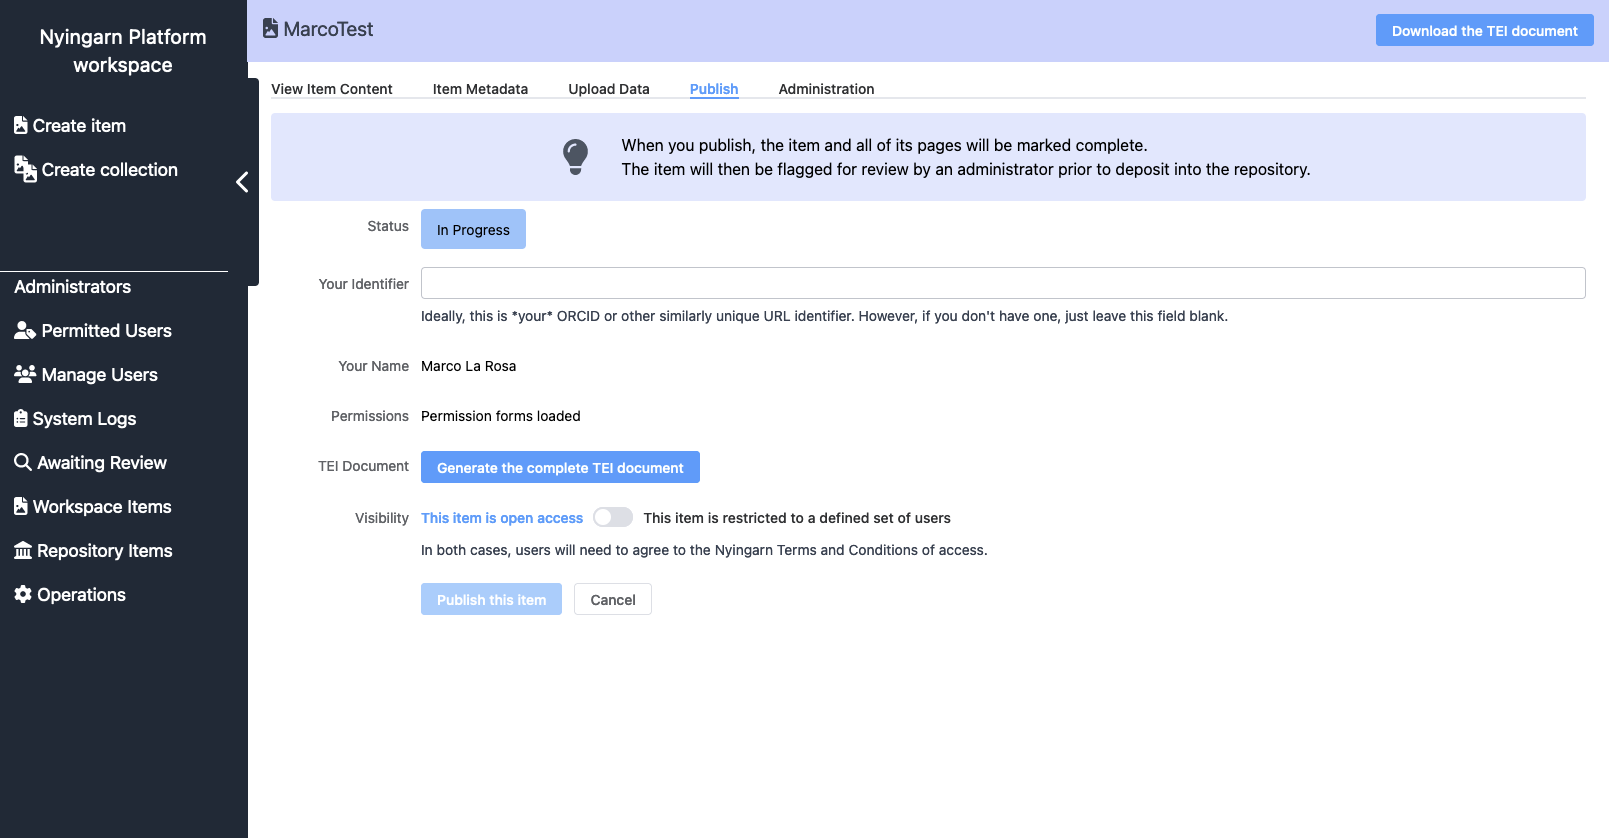 Nyingarn Platform
workspace
Create item
Create collection
Administrators
Permitted Users
Manage Users
System Logs
Awaiting Review
Workspace Items
Repository Items
Operations
MarcoTest
Download the TEI document
View Item Content Item Metadata Upload Data Publish Administration
When you publish, the item and all of its pages will be marked complete.
The item will then be flagged for review by an administrator prior to deposit into the repository.
Status In Progress
Your Identifier
Ideally, this is *your* ORCID or other similarly unique URL identifier. However, if you don't have one, just leave this field blank.
Your Name Marco La Rosa
Permissions Permission forms loaded
TEI Document Generate the complete TEI document
Visibility This item is open access This item is restricted to a defined set of users
In both cases, users will need to agree to the Nyingarn Terms and Conditions of access.
Publish this item Cancel